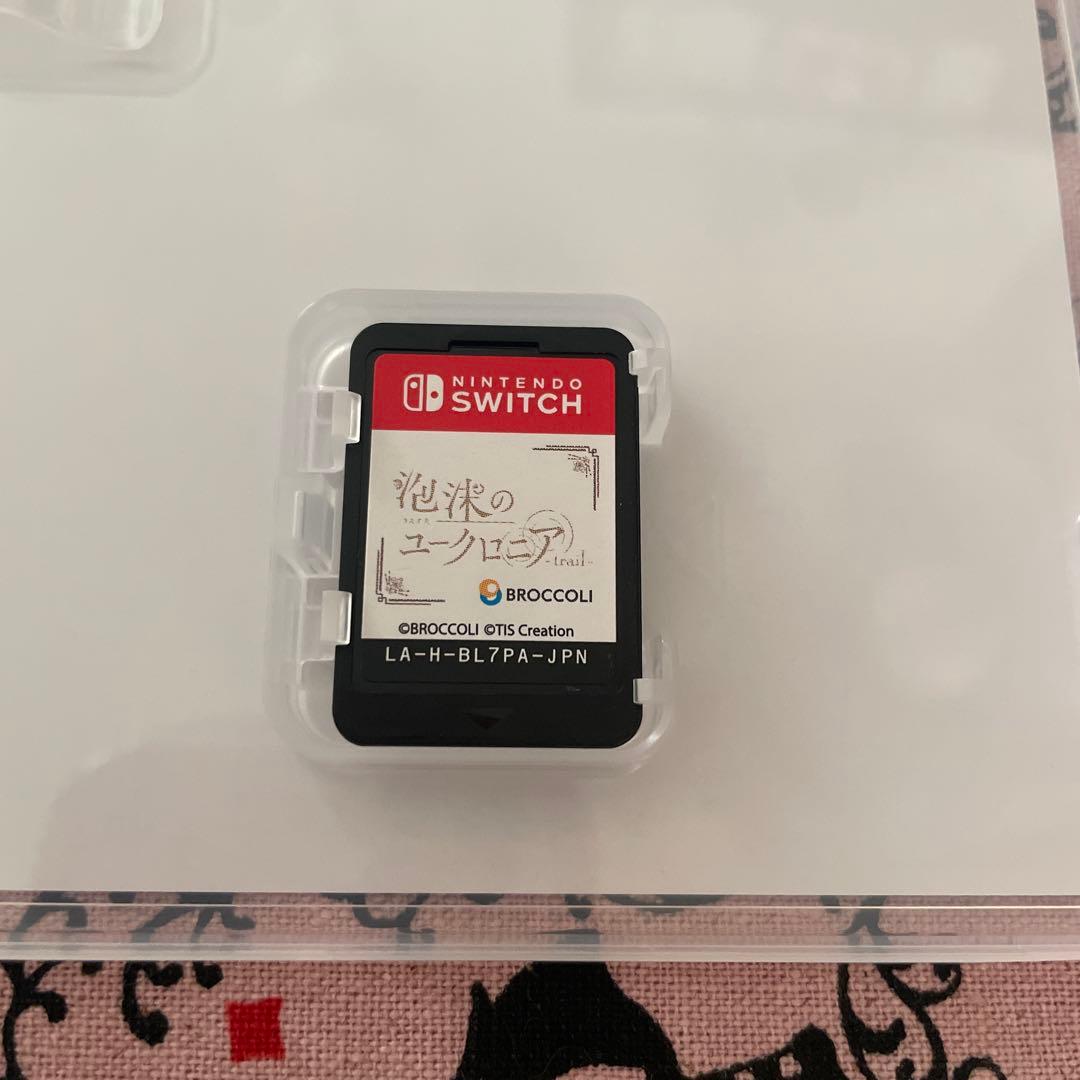 NINTENDO
SWITCH
泡沫の
うたかた
ユークロニア
-trail-
BROCCOLI
©BROCCOLI ©TIS Creation
LA-H-BL7PA-JPN